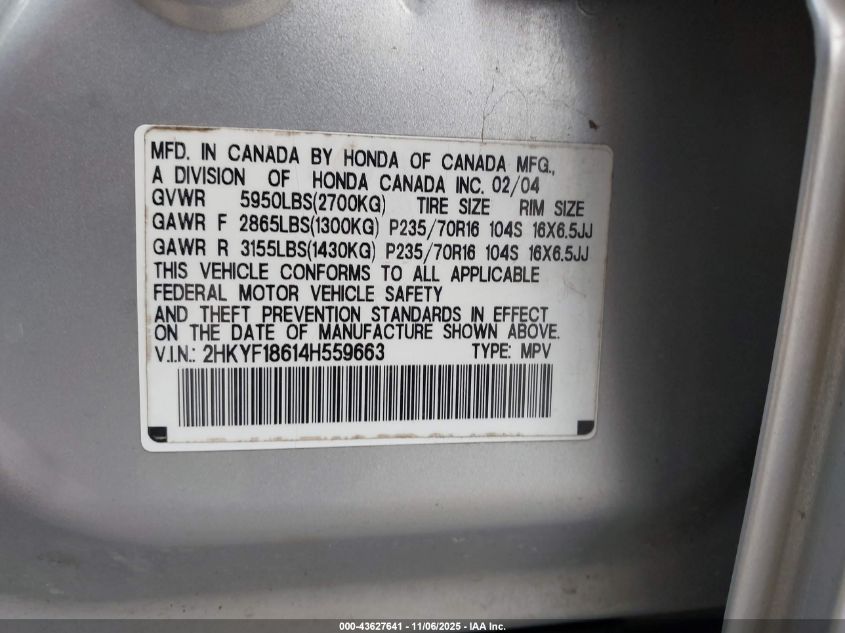 MFD. IN CANADA BY HONDA OF CANADA MFG.,
A DIVISION OF HONDA CANADA INC. 02/04
GVWR 5950LBS(2700KG) TIRE SIZE RIM SIZE
GAWR F 2865LBS(1300KG) P235/70R16 104S 16X6.5JJ
GAWR R 3155LBS(1430KG) P235/70R16 104S 16X6.5JJ
THIS VEHICLE CONFORMS TO ALL APPLICABLE
FEDERAL MOTOR VEHICLE SAFETY
AND THEFT PREVENTION STANDARDS IN EFFECT
ON THE DATE OF MANUFACTURE SHOWN ABOVE.
V.I.N.: 2HKYF18614H559663 TYPE: MPV
000-43627641 - 11/06/2025 - IAA Inc.